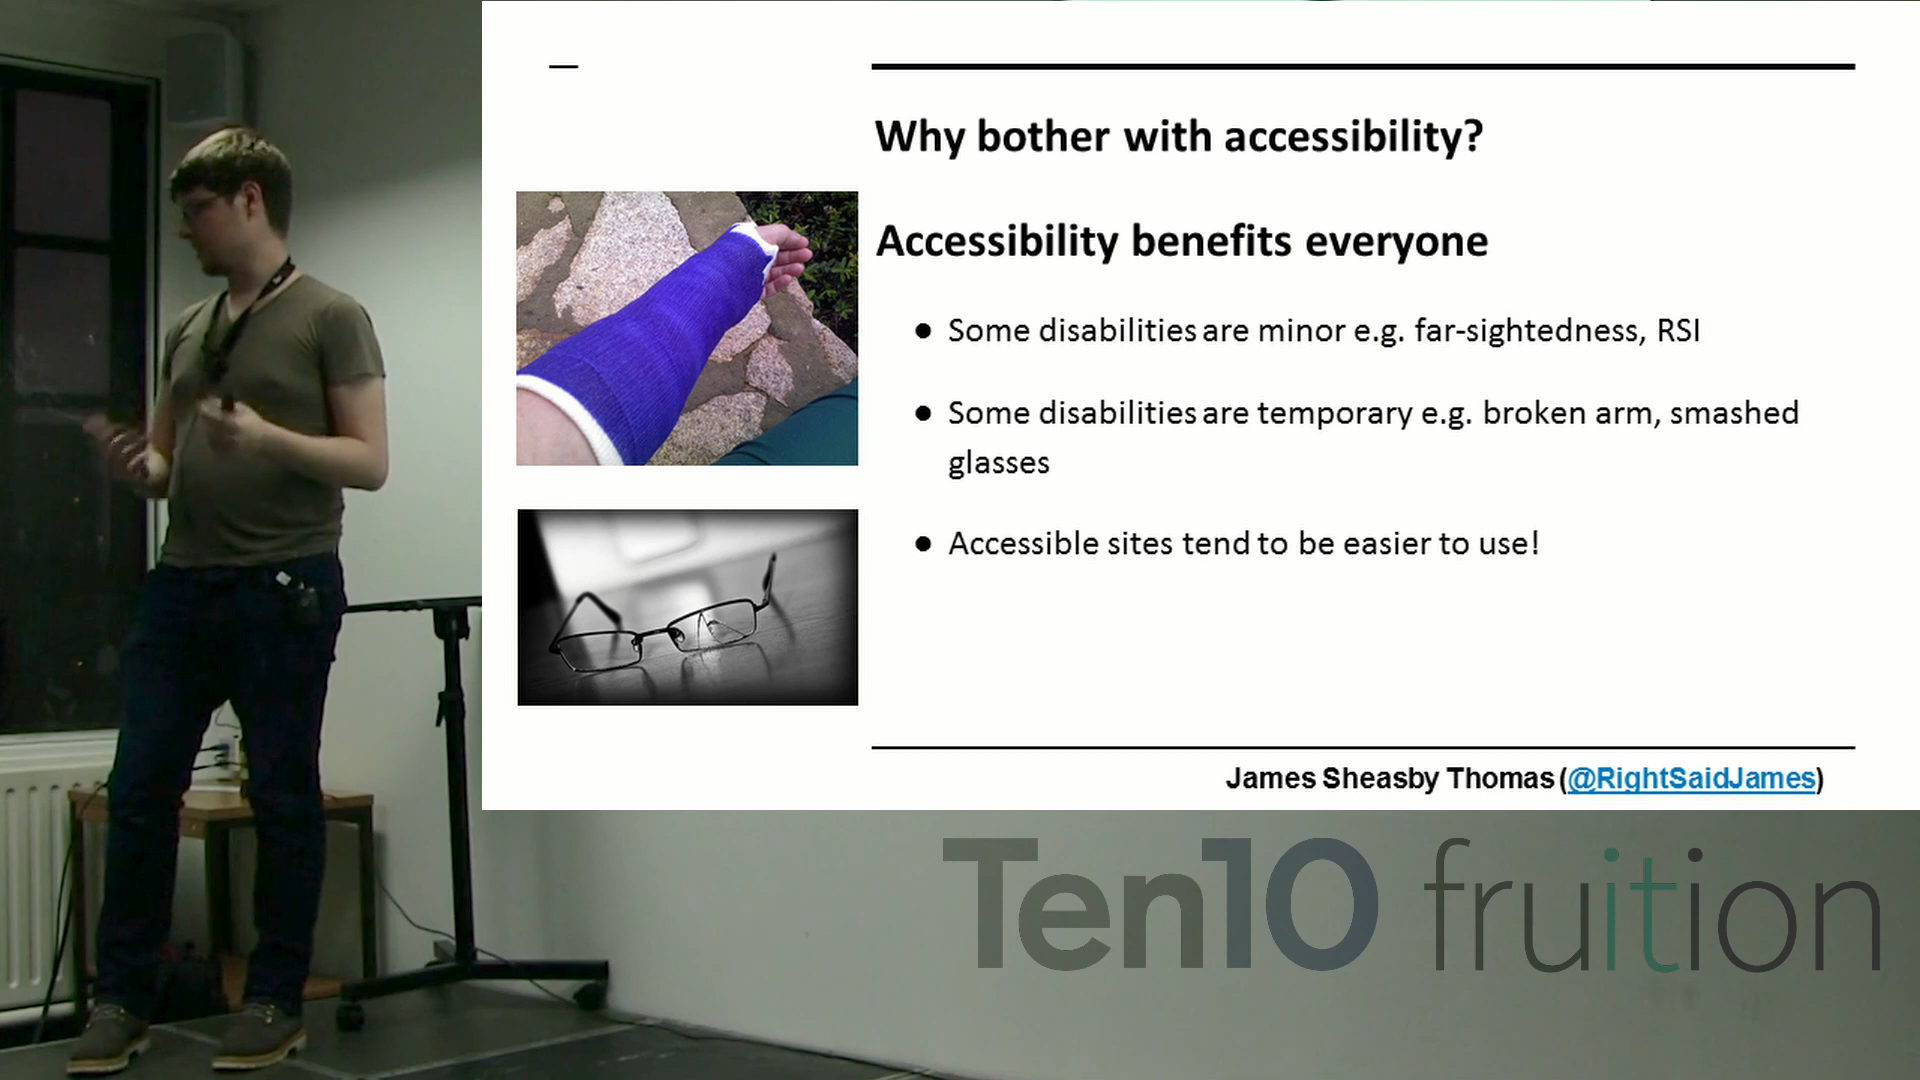 Why bother with accessibility?
Accessibility benefits everyone
● Some disabilities are minor e.g. far-sightedness, RSI
● Some disabilities are temporary e.g. broken arm, smashed
glasses
● Accessible sites tend to be easier to use!
James Sheasby Thomas (@RightSaidJames)
Ten10 fruition